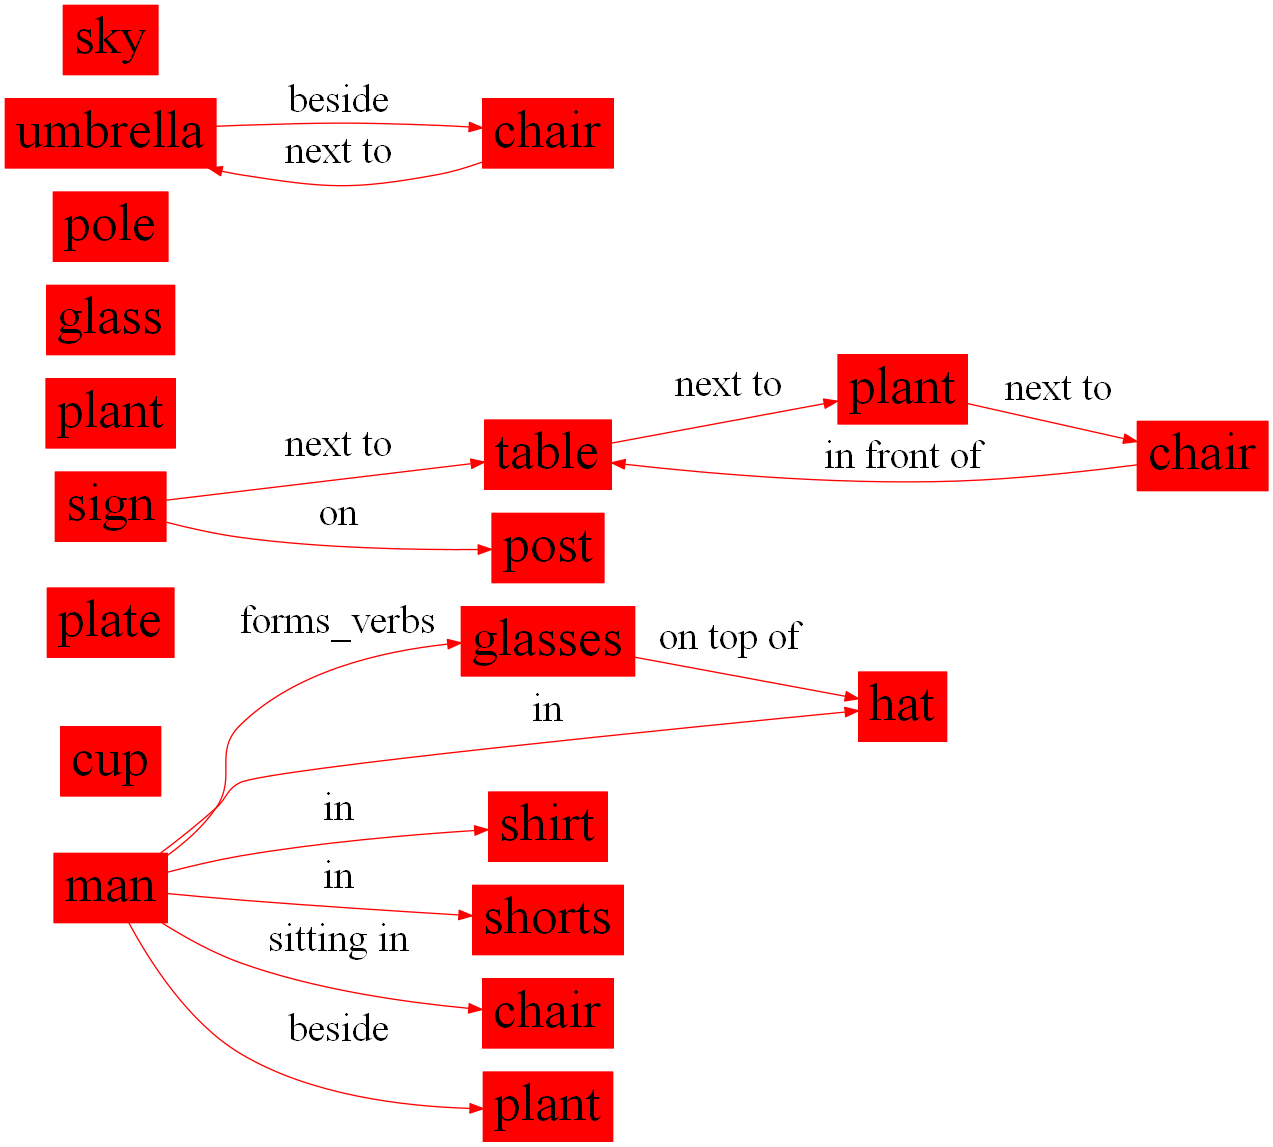 sky
umbrella
beside
chair
next to
pole
glass
plant
sign
next to
table
next to
plant
next to
chair
in front of
on
post
plate
forms_verbs
glasses
on top of
hat
in
cup
man
in
shirt
in
shorts
sitting in
chair
beside
plant